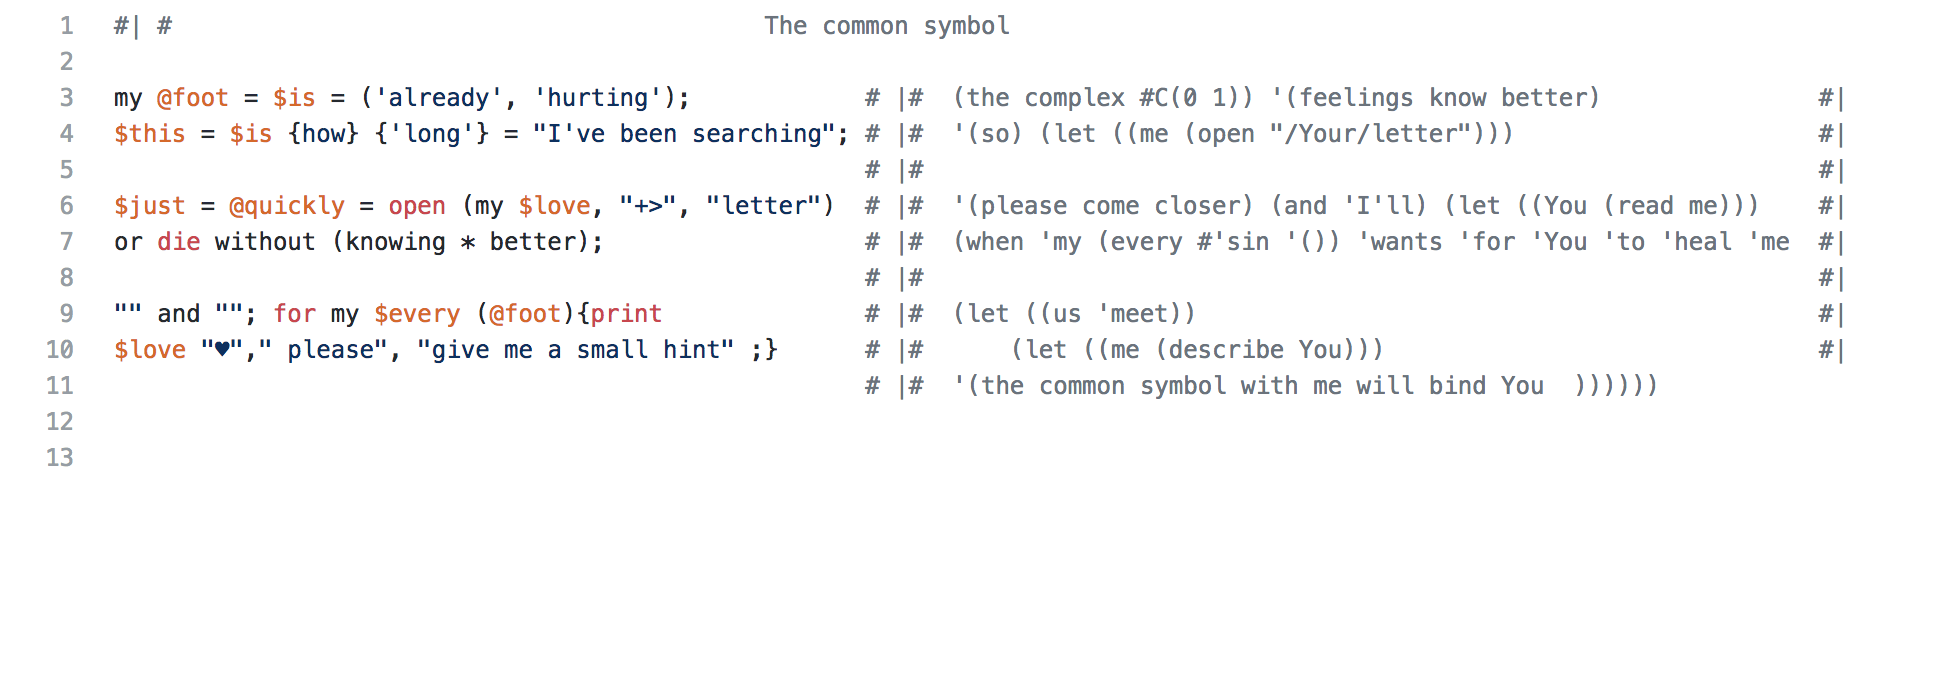 1 #| # The common symbol
2
3 my @foot = $is = ('already', 'hurting'); # |# (the complex #C(0 1)) '(feelings know better) #|
4 $this = $is {how} {'long'} = "I've been searching"; # |# '(so) (let ((me (open "/Your/letter"))) #|
5 # |# #|
6 $just = @quickly = open (my $love, "+>", "letter") # |# '(please come closer) (and 'I'll) (let ((You (read me))) #|
7 or die without (knowing * better); # |# (when 'my (every #'sin '()) 'wants 'for 'You 'to 'heal 'me #|
8 # |# #|
9 "" and ""; for my $every (@foot){print # |# (let ((us 'meet)) #|
10 $love "♥"," please", "give me a small hint" ;} # |# (let ((me (describe You))) #|
11 # |# '(the common symbol with me will bind You ))))))
12
13